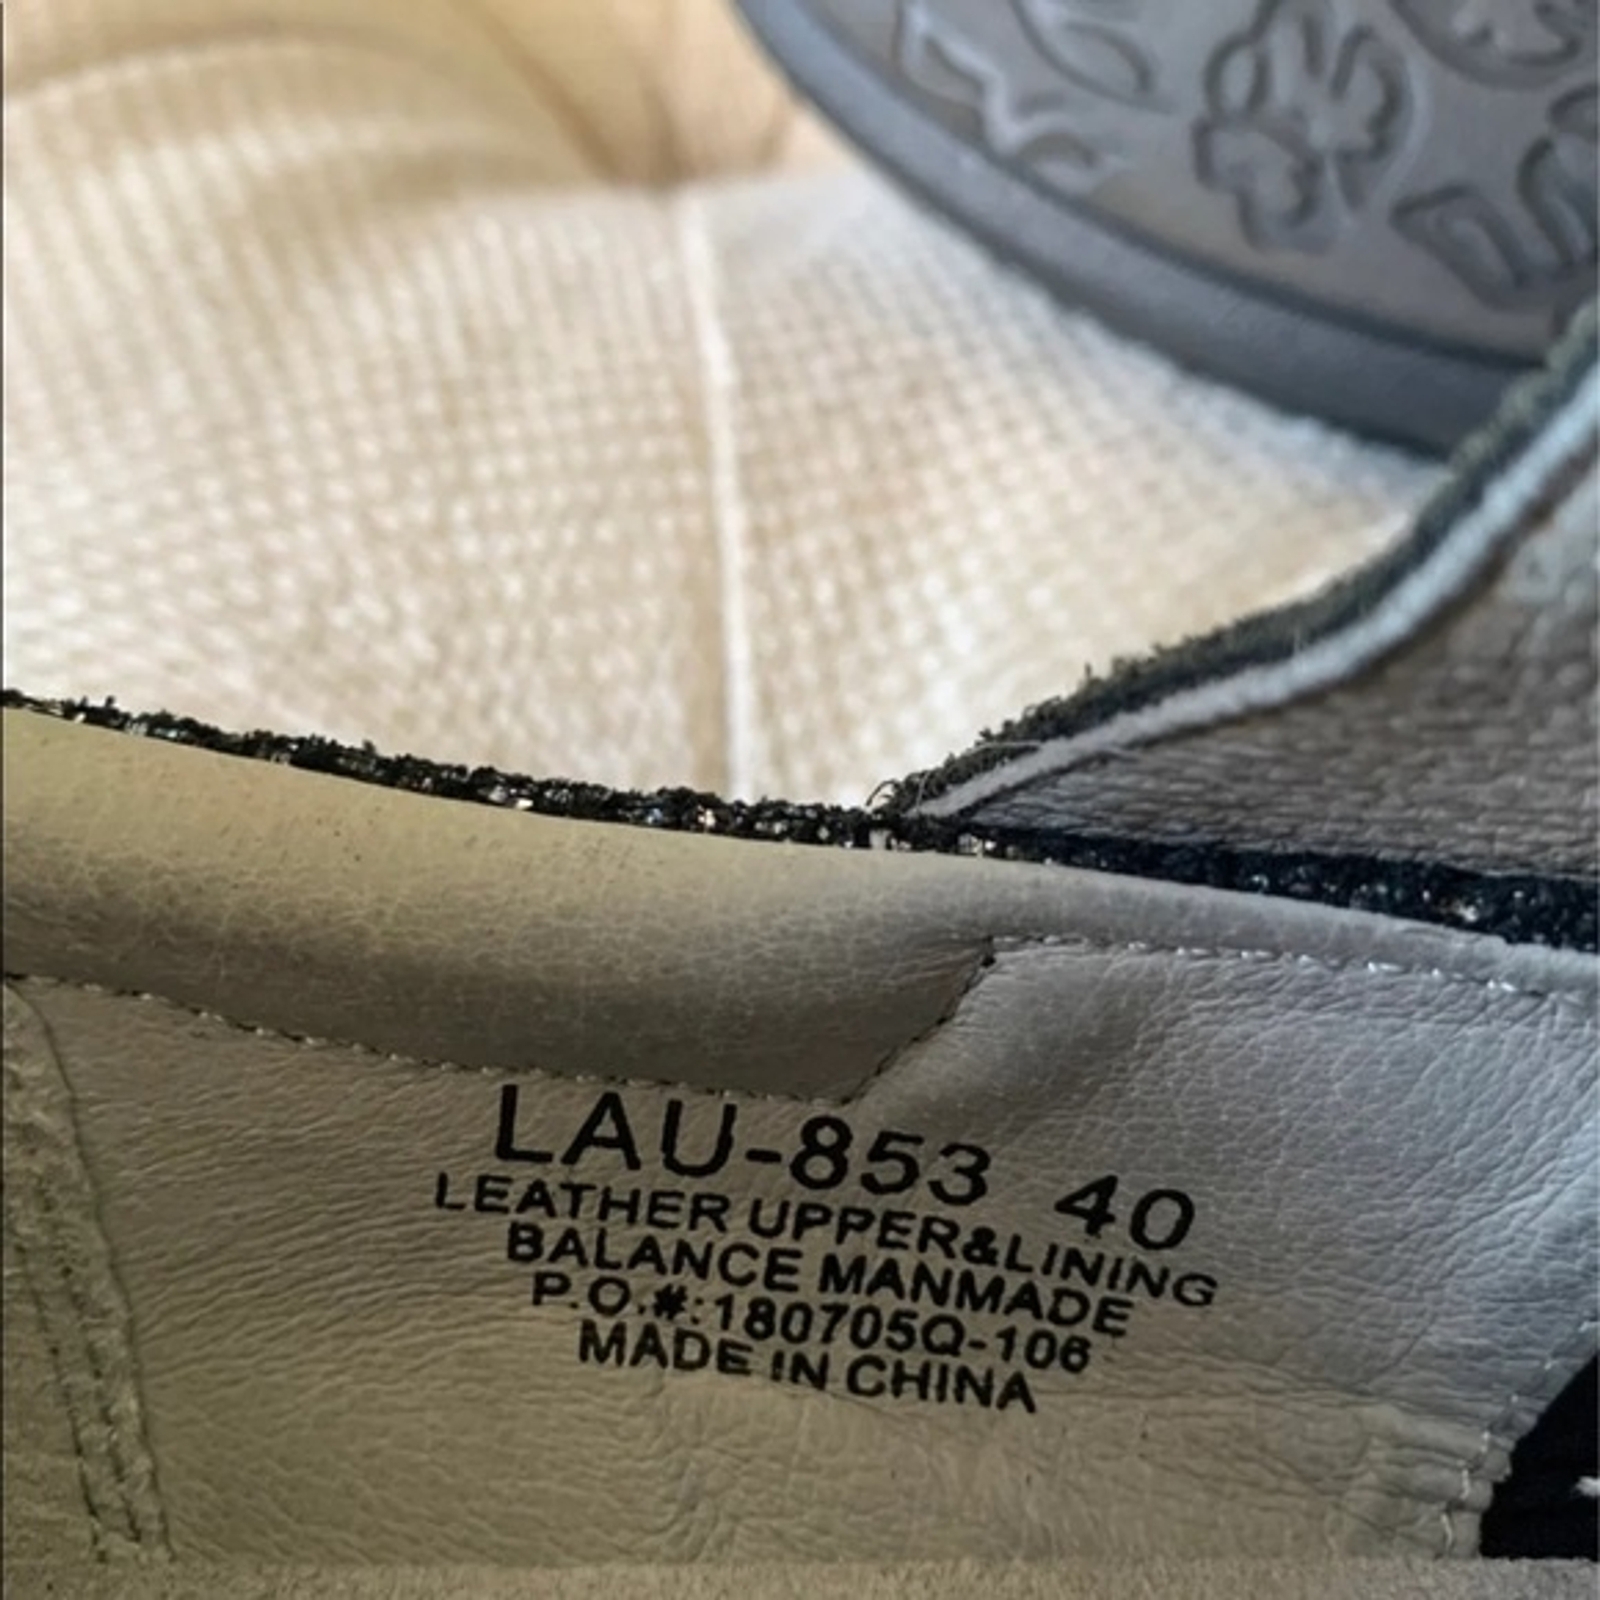 LAU-853 40
LEATHER UPPER&LINING
BALANCE MANMADE
P.O.#:180705Q-106
MADE IN CHINA